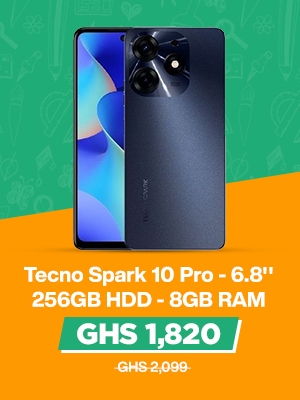 Tecno Spark 10 Pro - 6.8''
256GB HDD - 8GB RAM
GHS 1,820
GHS 2,099